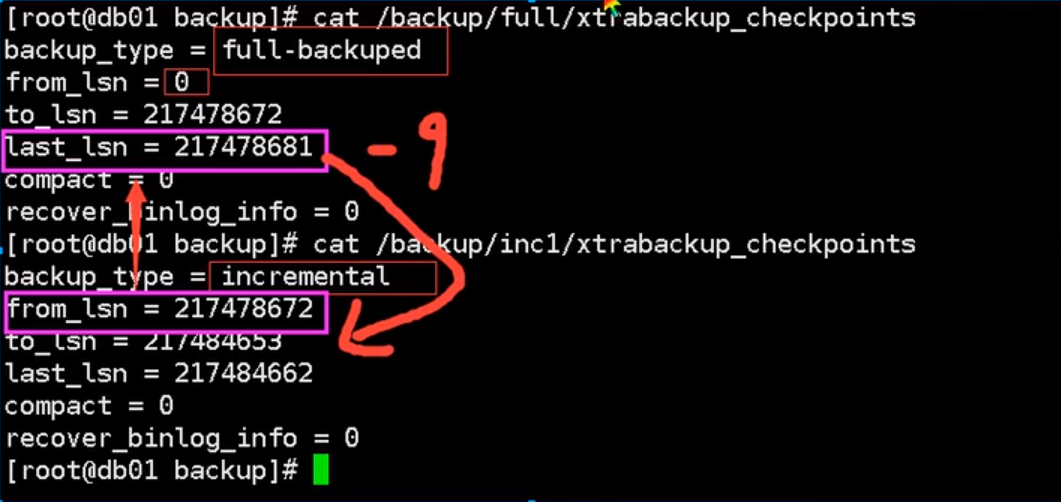 [root@db01 backup]# cat /backup/full/xtrabackup_checkpoints
backup_type = full-backuped
from_lsn = 0
to_lsn = 217478672
last_lsn = 217478681 - 9
compact = 0
recover_binlog_info = 0
[root@db01 backup]# cat /backup/inc1/xtrabackup_checkpoints
backup_type = incremental
from_lsn = 217478672
to_lsn = 217484653
last_lsn = 217484662
compact = 0
recover_binlog_info = 0
[root@db01 backup]#